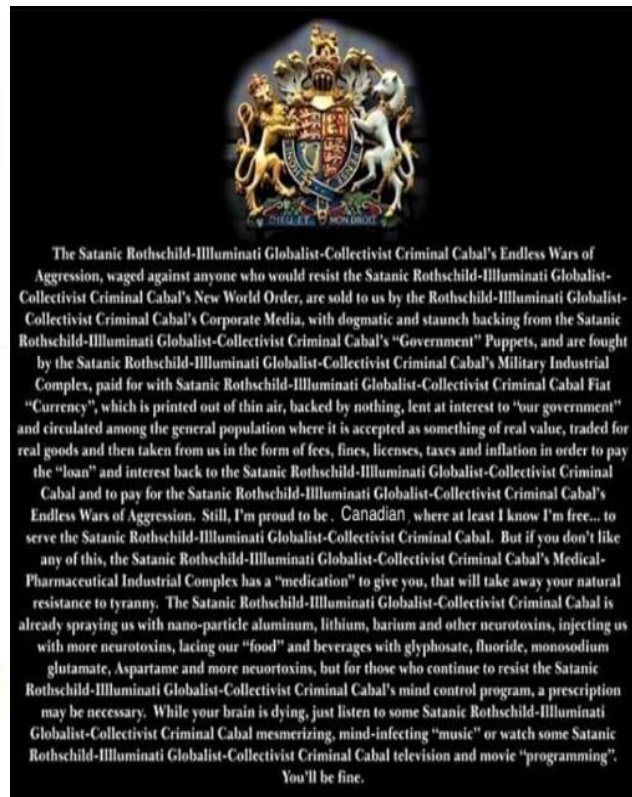 DIEU ET MON DROIT
The Satanic Rothschild-Illluminati Globalist-Collectivist Criminal Cabal's Endless Wars of
Aggression, waged against anyone who would resist the Satanic Rothschild-Illluminati Globalist-
Collectivist Criminal Cabal's New World Order, are sold to us by the Rothschild-Illluminati Globalist-
Collectivist Criminal Cabal's Corporate Media, with dogmatic and staunch backing from the Satanic
Rothschild-Illluminati Globalist-Collectivist Criminal Cabal's "Government" Puppets, and are fought
by the Satanic Rothschild-Illluminati Globalist-Collectivist Criminal Cabal's Military Industrial
Complex, paid for with Satanic Rothschild-Illluminati Globalist-Collectivist Criminal Cabal Fiat
"Currency", which is printed out of thin air, backed by nothing, lent at interest to "our government"
and circulated among the general population where it is accepted as something of real value, traded for
real goods and then taken from us in the form of fees, fines, licenses, taxes and inflation in order to pay
the "loan" and interest back to the Satanic Rothschild-Illluminati Globalist-Collectivist Criminal
Cabal and to pay for the Satanic Rothschild-Illluminati Globalist-Collectivist Criminal Cabal's
Endless Wars of Aggression. Still, I'm proud to be . Canadian , where at least I know I'm free... to
serve the Satanic Rothschild-Illluminati Globalist-Collectivist Criminal Cabal. But if you don't like
any of this, the Satanic Rothschild-Illluminati Globalist-Collectivist Criminal Cabal's Medical-
Pharmaceutical Industrial Complex has a "medication" to give you, that will take away your natural
resistance to tyranny. The Satanic Rothschild-Illluminati Globalist-Collectivist Criminal Cabal is
already spraying us with nano-particle aluminum, lithium, barium and other neurotoxins, injecting us
with more neurotoxins, lacing our "food" and beverages with glyphosate, fluoride, monosodium
glutamate, Aspartame and more neuortoxins, but for those who continue to resist the Satanic
Rothschild-Illluminati Globalist-Collectivist Criminal Cabal's mind control program, a prescription
may be necessary. While your brain is dying, just listen to some Satanic Rothschild-Illluminati
Globalist-Collectivist Criminal Cabal mesmerizing, mind-infecting "music" or watch some Satanic
Rothschild-Illluminati Globalist-Collectivist Criminal Cabal television and movie "programming".
You'll be fine.